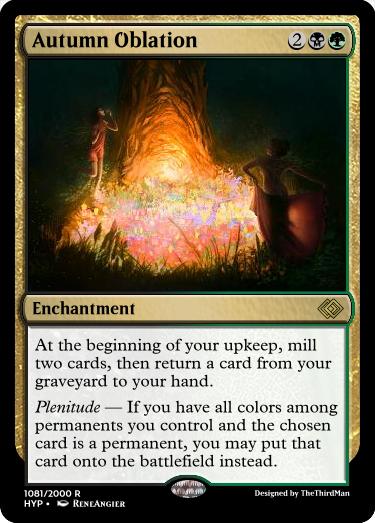 Autumn Oblation 2
Enchantment
At the beginning of your upkeep, mill
two cards, then return a card from your
graveyard to your hand.
Plenitude — If you have all colors among
permanents you control and the chosen
card is a permanent, you may put that
card onto the battlefield instead.
1081/2000 R
HYP • RENEANGIER
Designed by TheThirdMan